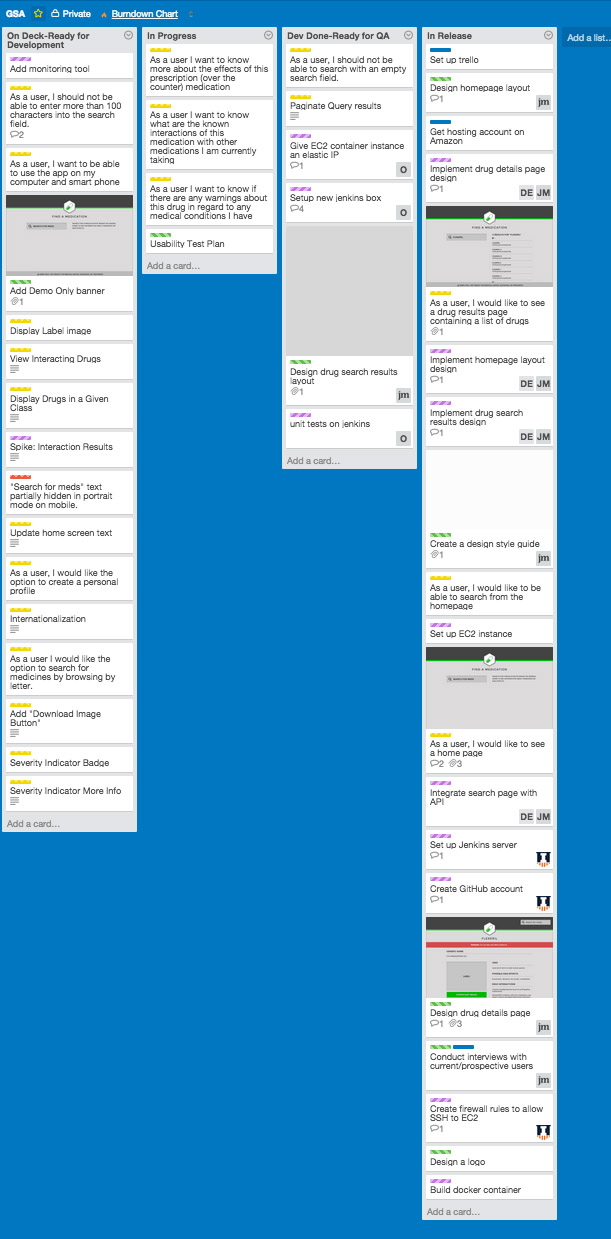 GSA Private Burndown Chart
On Deck-Ready for
Development
Add monitoring tool
As a user, I should not be
able to enter more than 100
characters into the search
field.
2
As a user, I want to be able
to use the app on my
computer and smart phone
FIND A MEDICATION
Add Demo Only banner
1
Display Label image
View Interacting Drugs
Display Drugs in a Given
Class
Spike: Interaction Results
"Search for meds" text
partially hidden in portrait
mode on mobile.
Update home screen text
As a user, I would like the
option to create a personal
profile
Internationalization
As a user I would like the
option to search for
medicines by browsing by
letter.
Add "Download Image
Button"
Severity Indicator Badge
Severity Indicator More Info
Add a card...
In Progress
As a user I want to know
more about the effects of this
prescription (over the
counter) medication
As a user I want to know
what are the known
interactions of this
medication with other
medications I am currently
taking
As a user I want to know if
there are any warnings about
this drug in regard to any
medical conditions I have
Usability Test Plan
Add a card...
Dev Done-Ready for QA
As a user, I should not be
able to search with an empty
search field.
Paginate Query results
Give EC2 container instance
an elastic IP
1
O
Setup new jenkins box
4
O
Design drug search results
layout
1
jm
unit tests on jenkins
O
Add a card...
In Release
Set up trello
Design homepage layout
1
jm
Get hosting account on
Amazon
Implement drug details page
design
1
DE JM
As a user, I would like to see
a drug results page
containing a list of drugs
1
Implement homepage layout
design
1
DE JM
Implement drug search
results design
1
DE JM
Create a design style guide
1
jm
As a user, I would like to be
able to search from the
homepage
Set up EC2 instance
FIND A MEDICATION
As a user, I would like to see
a home page
2 3
Integrate search page with
API
DE JM
Set up Jenkins server
1
Create GitHub account
1
FLEXERIL
Design drug details page
1 3
jm
Conduct interviews with
current/prospective users
jm
Create firewall rules to allow
SSH to EC2
1
Design a logo
Build docker container
Add a card...
Add a list...